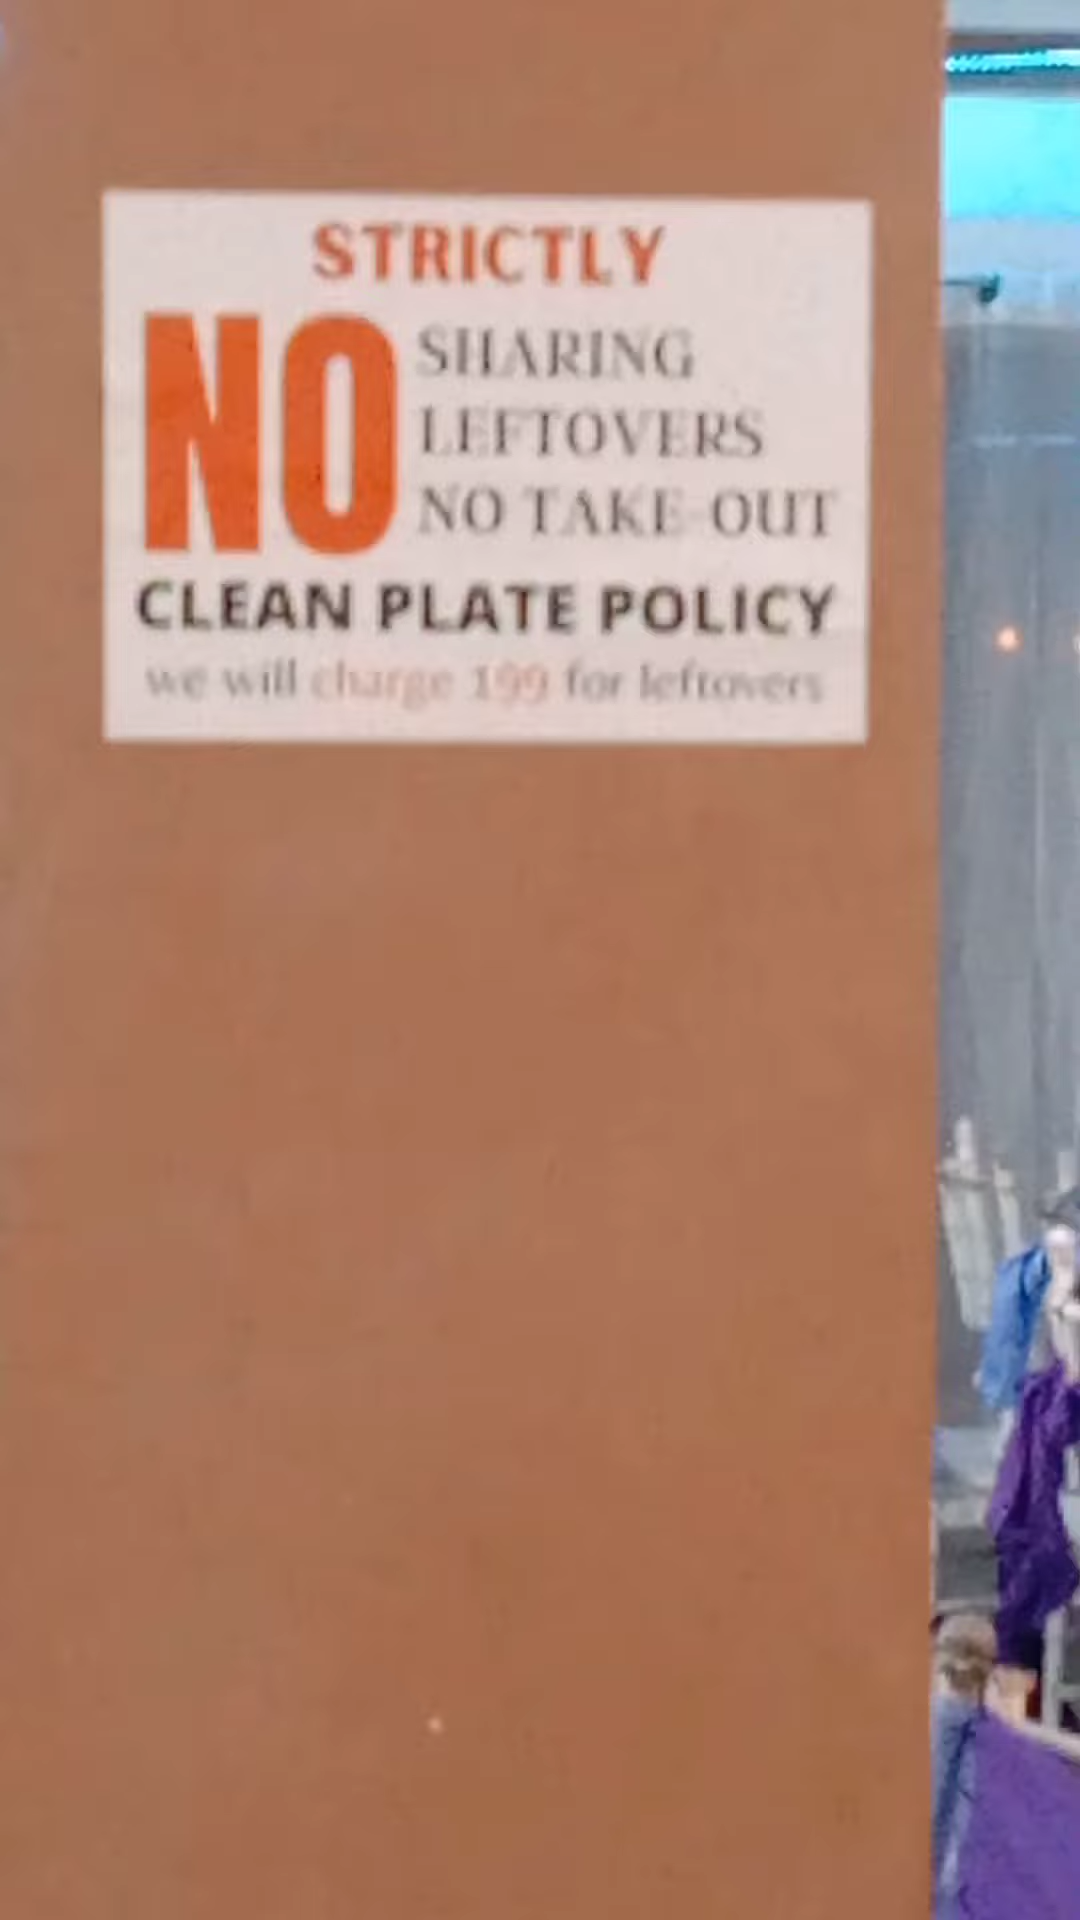 STRICTLY
NO
SHARING
LEFTOVERS
NO TAKE-OUT
CLEAN PLATE POLICY
we will charge 199 for leftovers